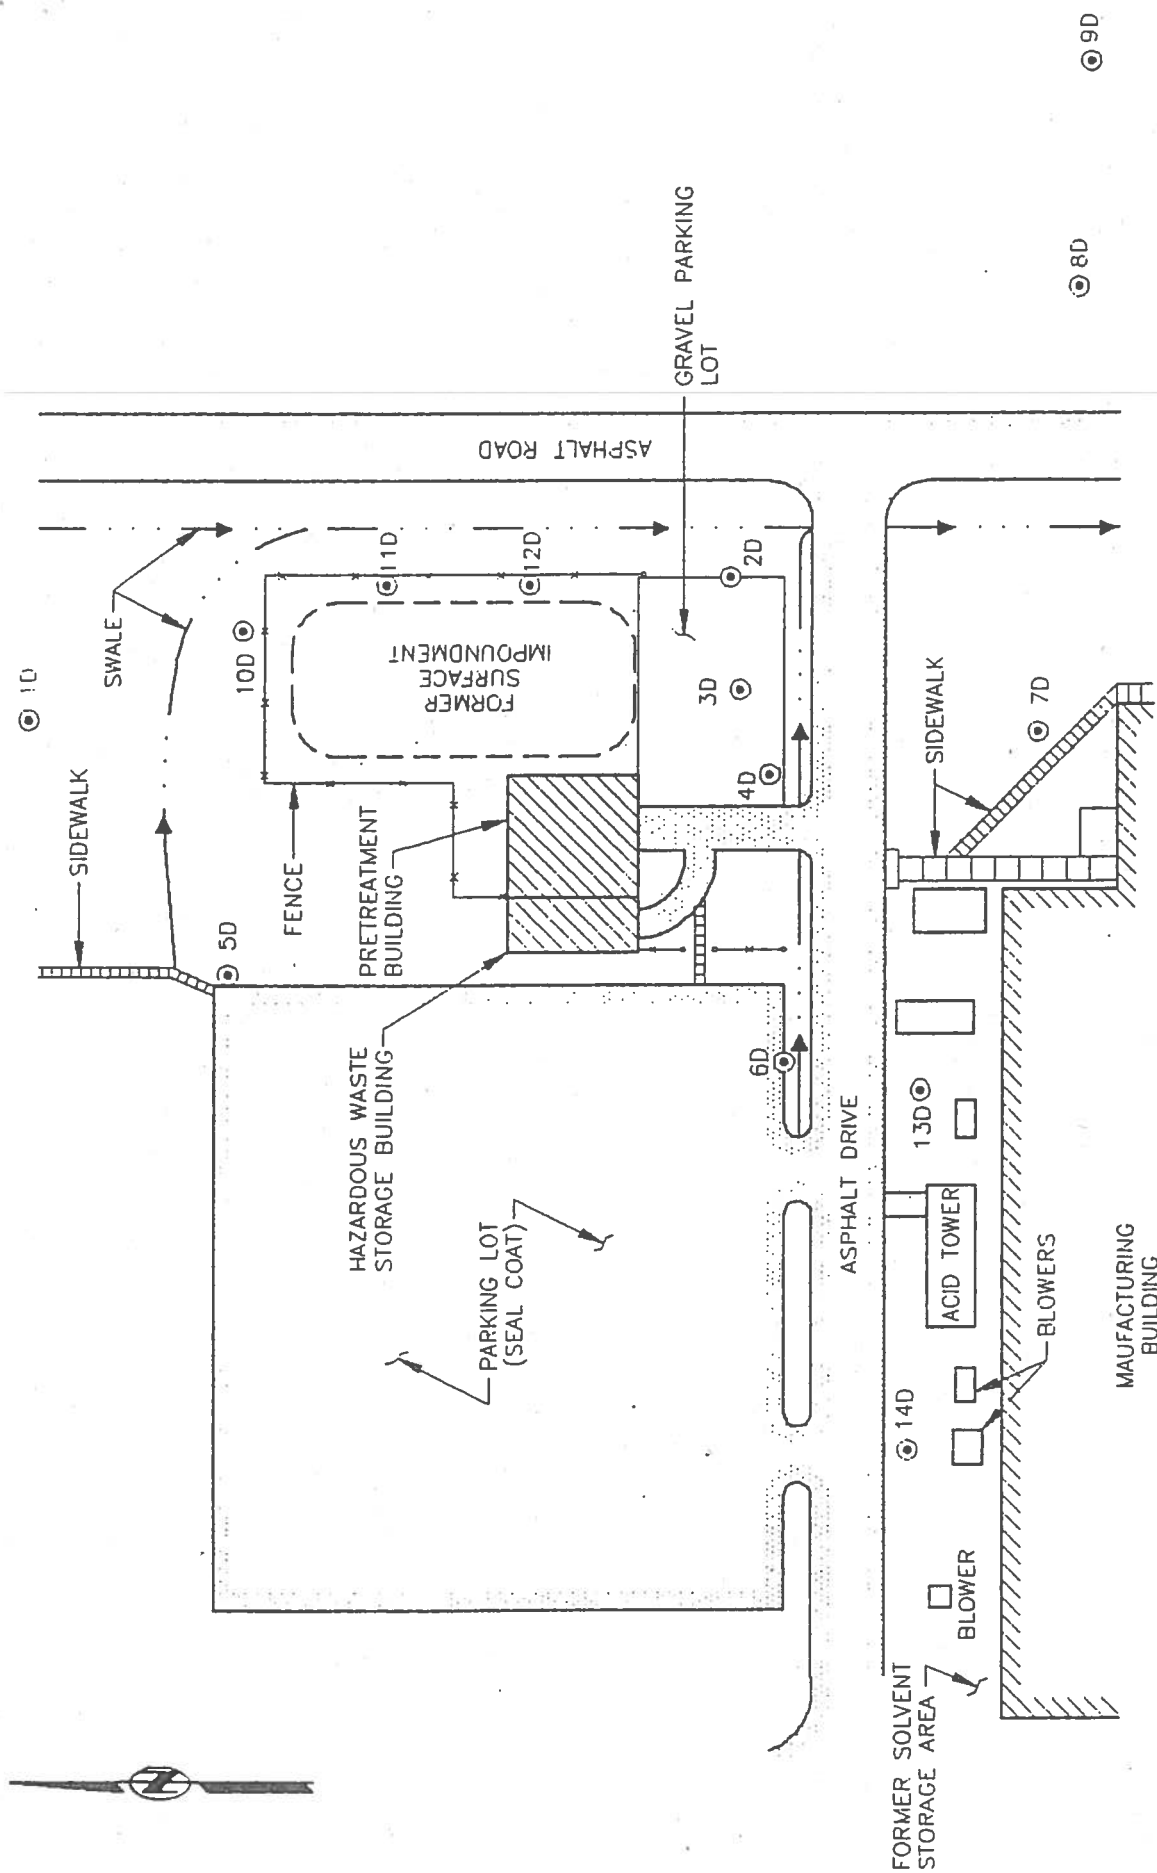 1D
SWALE
SIDEWALK
10D
11D
12D
FORMER
SURFACE
IMPOUNDMENT
ASPHALT ROAD
FENCE
5D
PRETREATMENT
BUILDING
HAZARDOUS WASTE
STORAGE BUILDING
PARKING LOT
(SEAL COAT)
GRAVEL PARKING
LOT
2D
3D
4D
6D
9D
8D
7D
SIDEWALK
ASPHALT DRIVE
13D
14D
ACID TOWER
BLOWERS
BLOWER
FORMER SOLVENT
STORAGE AREA
MAUFACTURING
BUILDING
Z